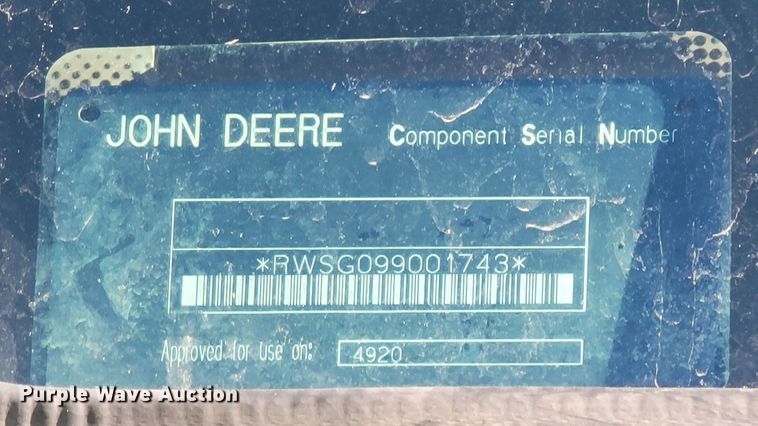 JOHN DEERE Component Serial Number
*RWSG099001743*
Approved for use on: 4920
Purple Wave Auction